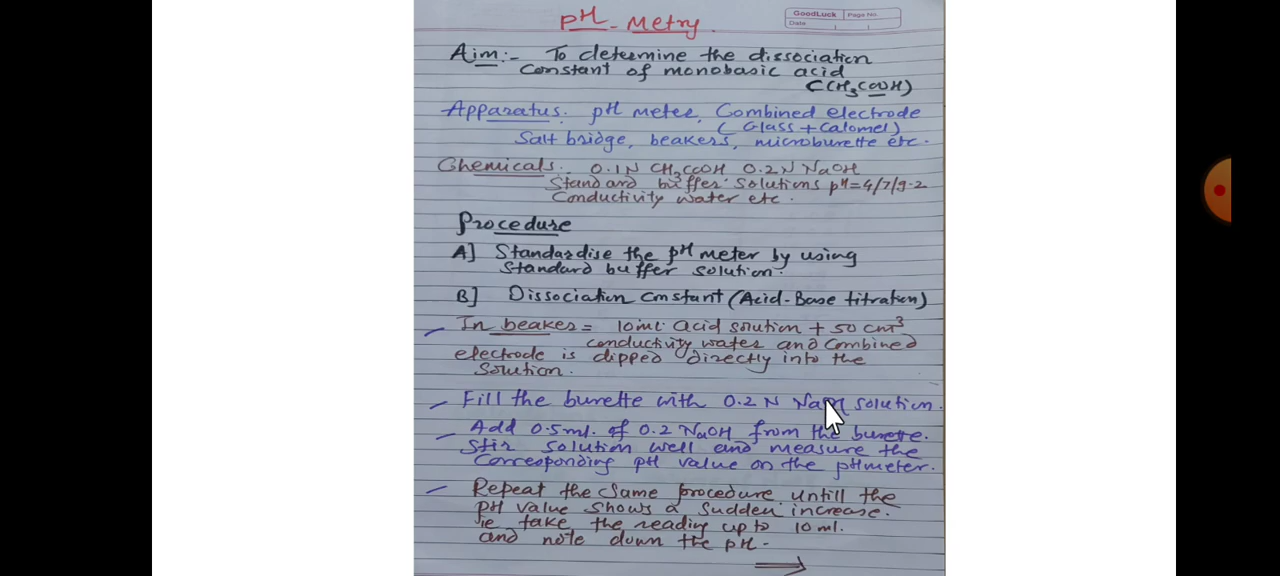 pH-Metry
GoodLuck Page No.
Date
Aim:- To determine the dissociation
Constant of monobasic acid
(CH3COOH)
Apparatus. pH meter, Combined electrode
(Glass + Calomel)
Salt bridge, beakers, microburette etc.
Chemicals. 0.1N CH3COOH 0.2N NaOH
Standard buffer solutions pH=4/7/9.2
Conductivity water etc.
Procedure
A] Standardise the pH meter by using
Standard buffer solution.
B] Dissociation constant (Acid-Base titration)
- In beaker = 10ml. acid solution + 50 cm3
conductivity water and combined
electrode is dipped directly into the
solution.
- Fill the burette with 0.2 N solution.
- Add 0.5ml. of 0.2 NaOH from the burette.
Stir solution well and measure the
Corresponding pH value on the pHmeter.
- Repeat the same procedure untill the
pH value shows a sudden increase.
ie take the reading up to 10 ml.
and note down the pH.
→